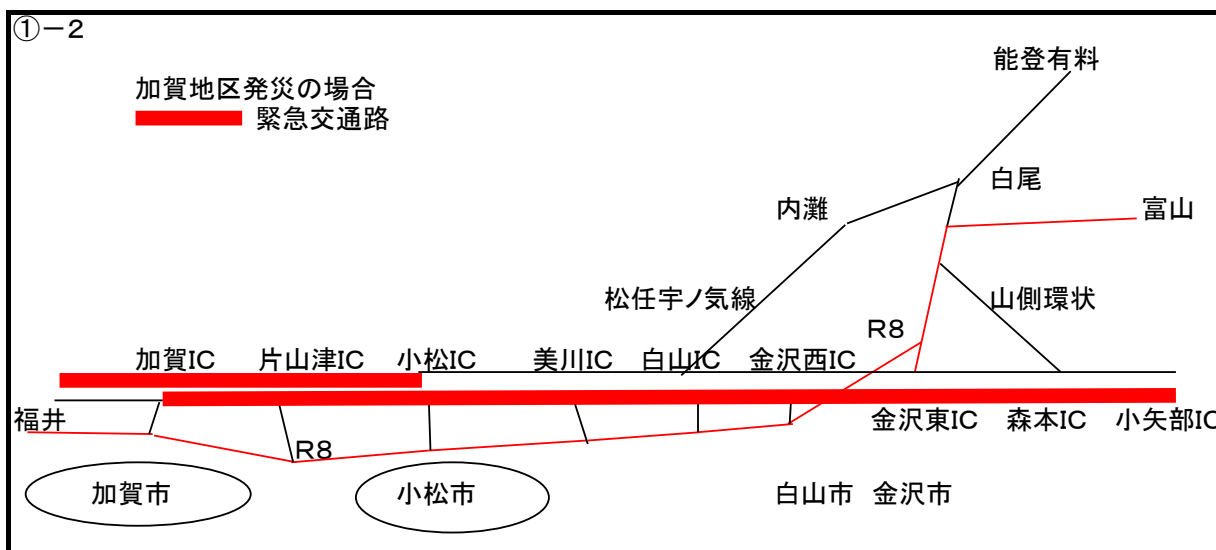 ①-2
能登有料
加賀地区発災の場合
緊急交通路
白尾
内灘
富山
松任宇ノ気線
山側環状
R8
加賀IC 片山津IC 小松IC 美川IC 白山IC 金沢西IC
福井
金沢東IC 森本IC 小矢部IC
R8
加賀市 小松市 白山市 金沢市